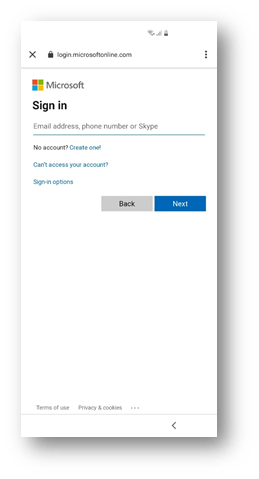 login.microsoftonline.com
Microsoft
Sign in
Email address, phone number or Skype
No account? Create one!
Can't access your account?
Sign-in options
Back Next
Terms of use Privacy & cookies